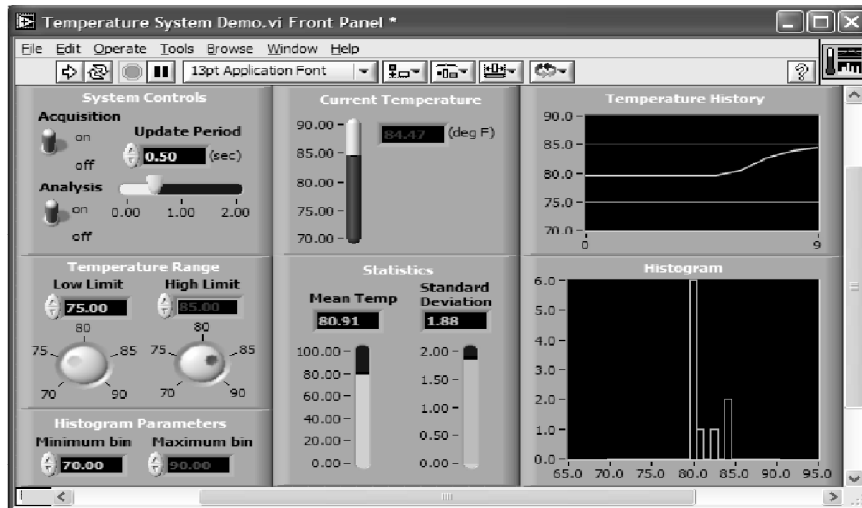 Temperature System Demo.vi Front Panel *
File Edit Operate Tools Browse Window Help
13pt Application Font
System Controls
Acquisition
on
off
Update Period
0.50 (sec)
0.00 1.00 2.00
Analysis
on
off
Current Temperature
90.00
85.00
80.00
75.00
70.00
84.47 (deg F)
Temperature History
90.0
85.0
80.0
75.0
70.0
0 9
Temperature Range
Low Limit High Limit
75.00 85.00
80 80
75 85 75 85
70 90 70 90
Histogram Parameters
Minimum bin Maximum bin
70.00 90.00
Statistics
Mean Temp
80.91
Standard
Deviation
1.88
100.00
80.00
60.00
40.00
20.00
0.00
2.00
1.50
1.00
0.50
0.00
Histogram
6.0
5.0
4.0
3.0
2.0
1.0
0.0
65.0 70.0 75.0 80.0 85.0 90.0 95.0